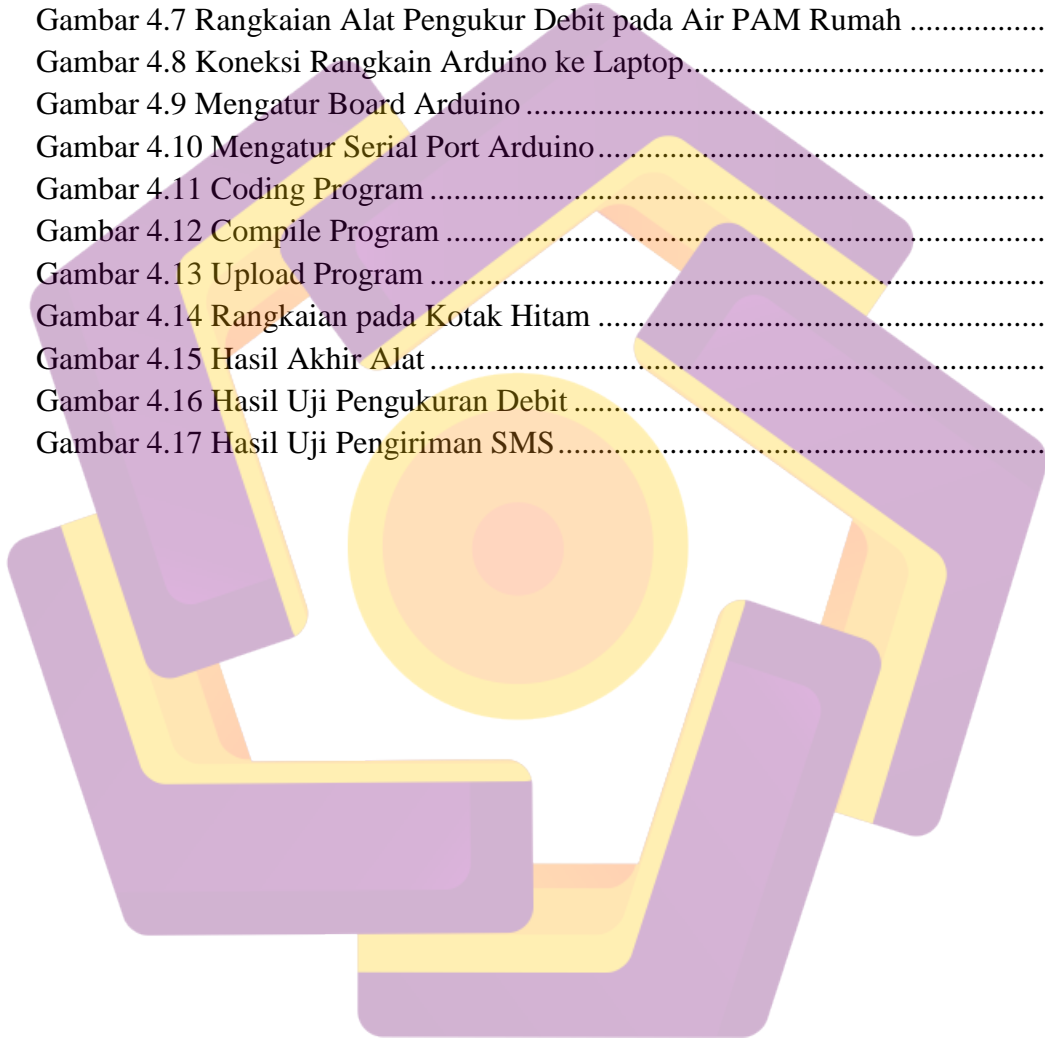 Gambar 4.7 Rangkaian Alat Pengukur Debit pada Air PAM Rumah ................
Gambar 4.8 Koneksi Rangkain Arduino ke Laptop...........................................
Gambar 4.9 Mengatur Board Arduino ..............................................................
Gambar 4.10 Mengatur Serial Port Arduino.....................................................
Gambar 4.11 Coding Program .........................................................................
Gambar 4.12 Compile Program .......................................................................
Gambar 4.13 Upload Program .........................................................................
Gambar 4.14 Rangkaian pada Kotak Hitam .....................................................
Gambar 4.15 Hasil Akhir Alat .........................................................................
Gambar 4.16 Hasil Uji Pengukuran Debit ........................................................
Gambar 4.17 Hasil Uji Pengiriman SMS..........................................................